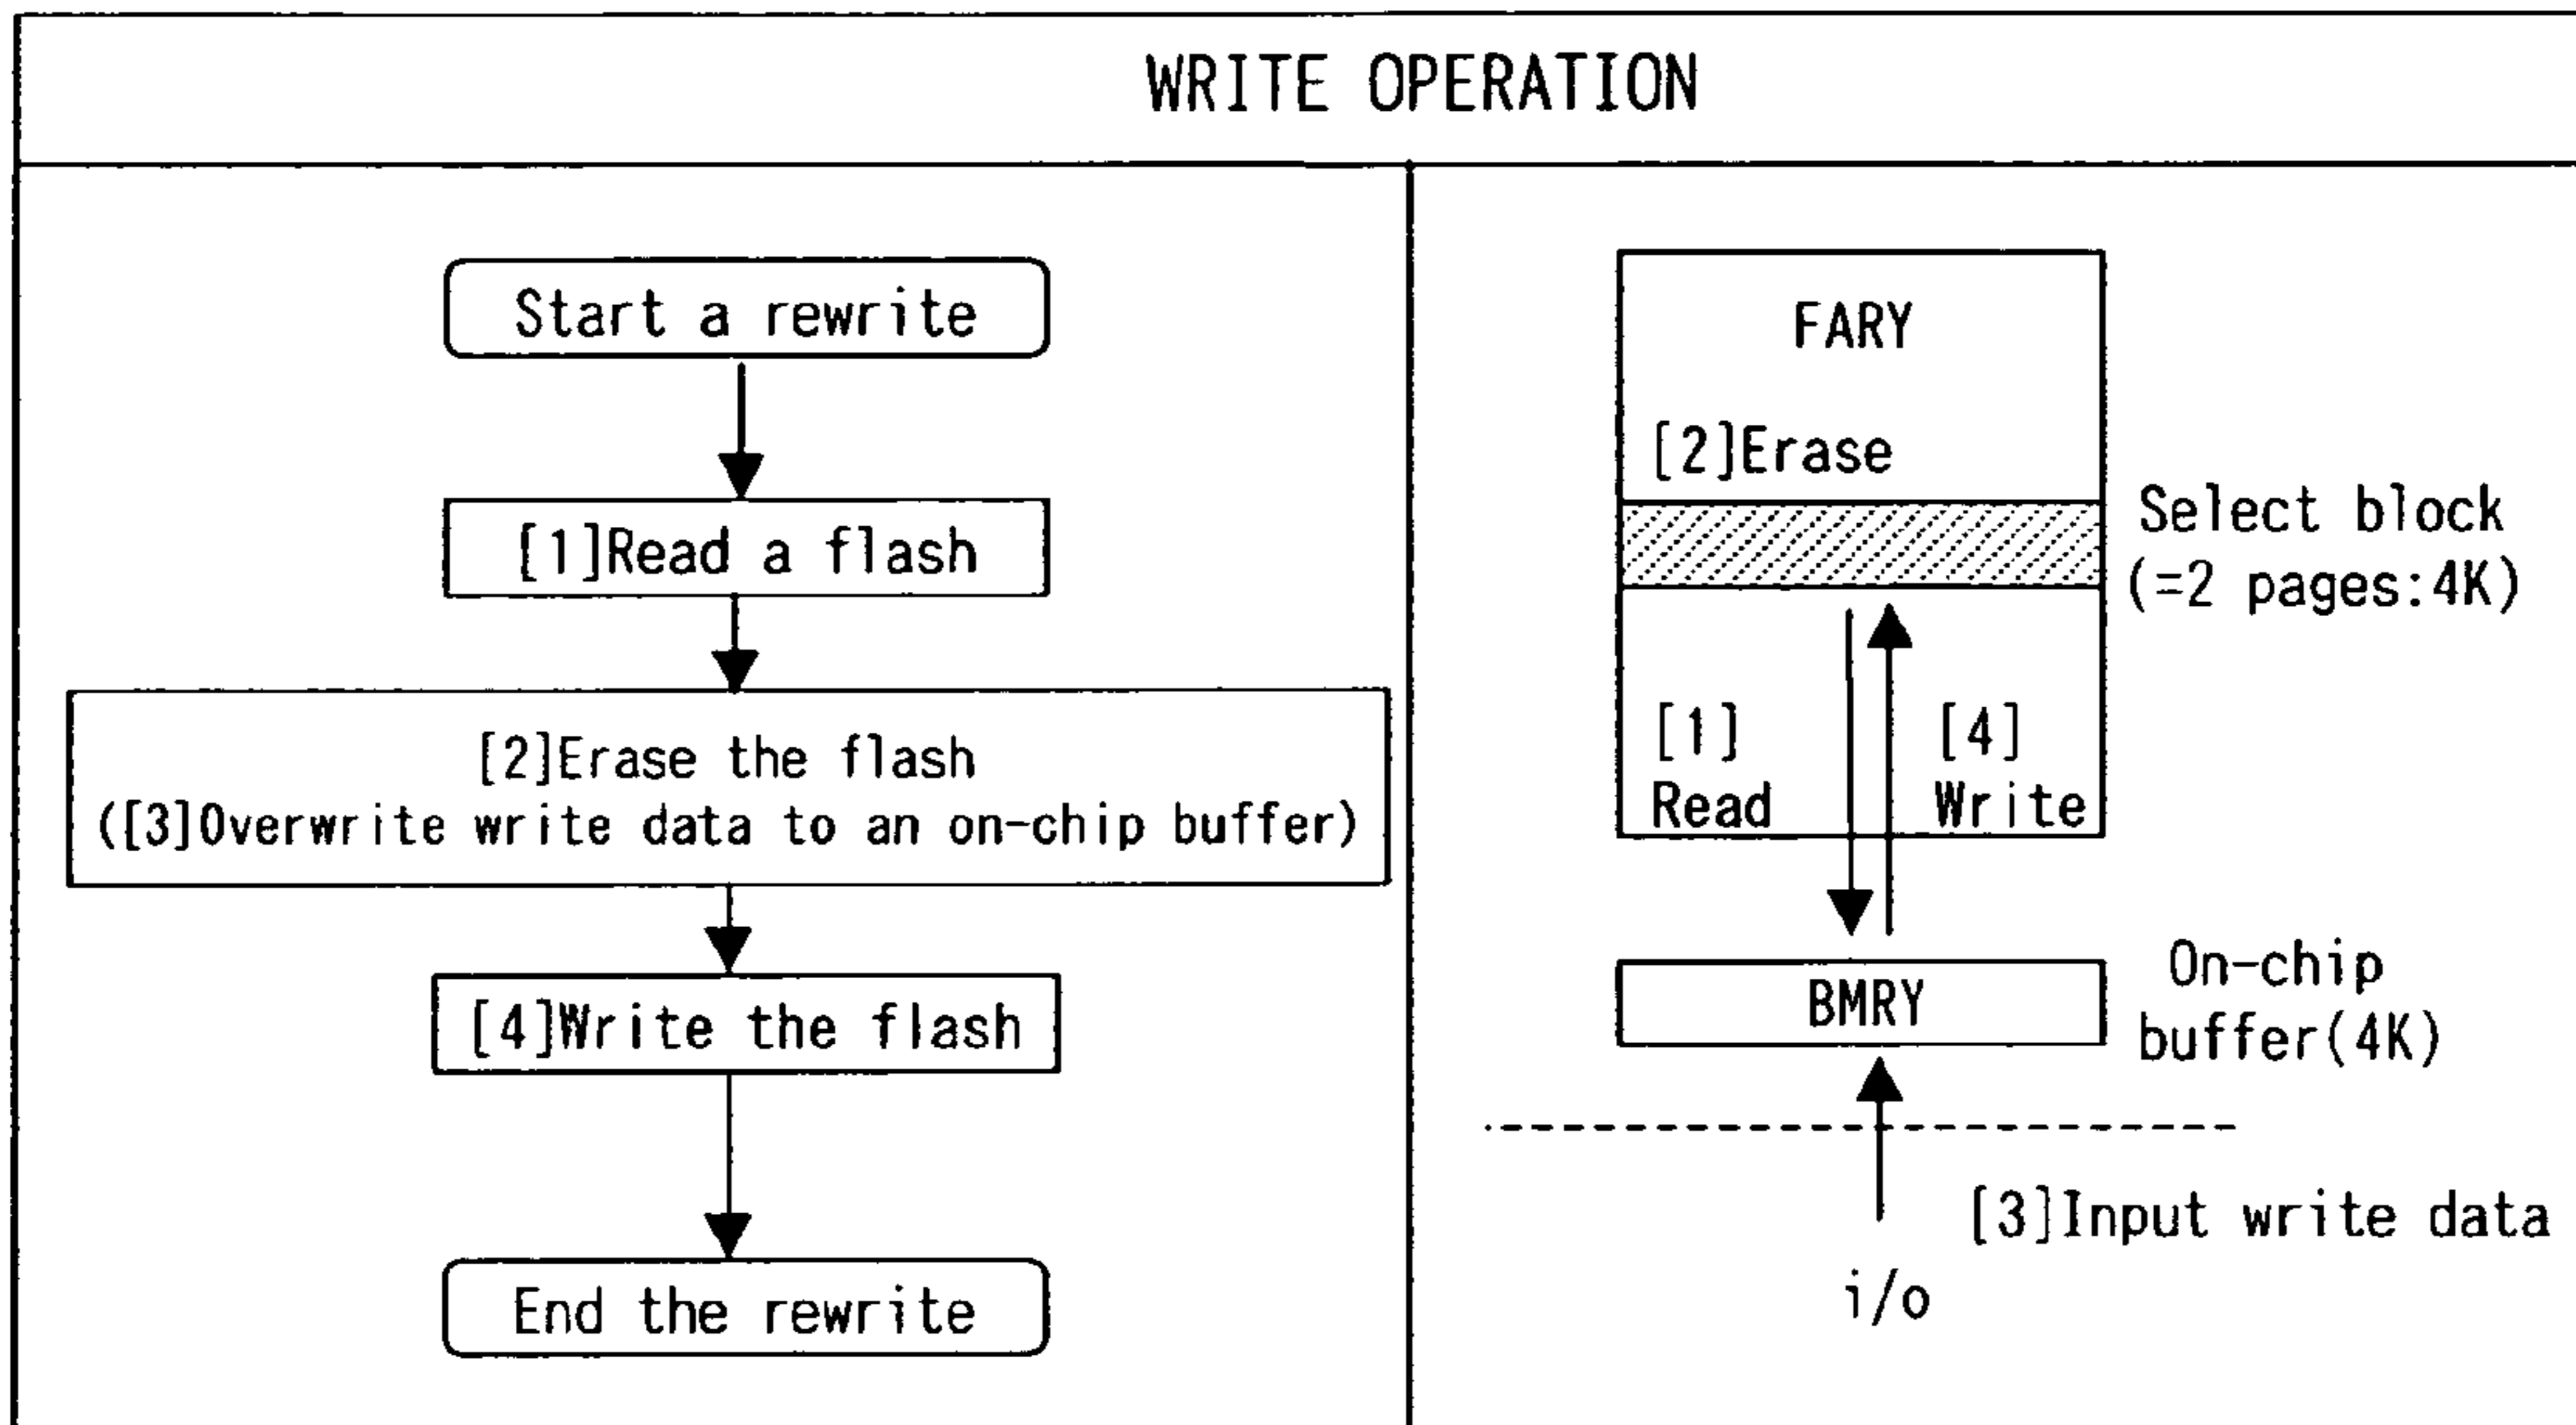 WRITE OPERATION
Start a rewrite
[1]Read a flash
[2]Erase the flash
([3]Overwrite write data to an on-chip buffer)
[4]Write the flash
End the rewrite
FARY
[2]Erase
Select block
(=2 pages:4K)
[1]
Read
[4]
Write
BMRY
On-chip
buffer(4K)
[3]Input write data
i/o